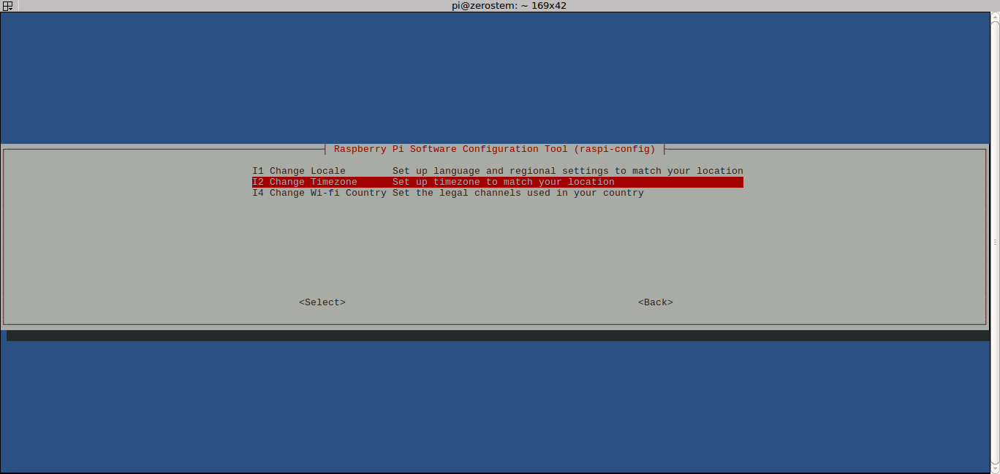 pi@zerostem: ~ 169x42
Raspberry Pi Software Configuration Tool (raspi-config)
I1 Change Locale Set up language and regional settings to match your location
I2 Change Timezone Set up timezone to match your location
I4 Change Wi-fi Country Set the legal channels used in your country
<Select> <Back>